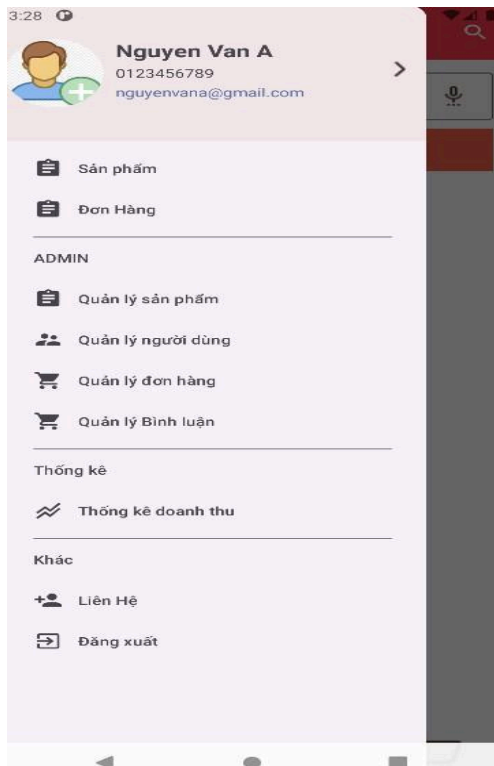 3:28
Nguyen Van A
0123456789
nguyenvana@gmail.com
Sản phẩm
Đơn Hàng
ADMIN
Quản lý sản phẩm
Quản lý người dùng
Quản lý đơn hàng
Quản lý Bình luận
Thống kê
Thống kê doanh thu
Khác
Liên Hệ
Đăng xuất